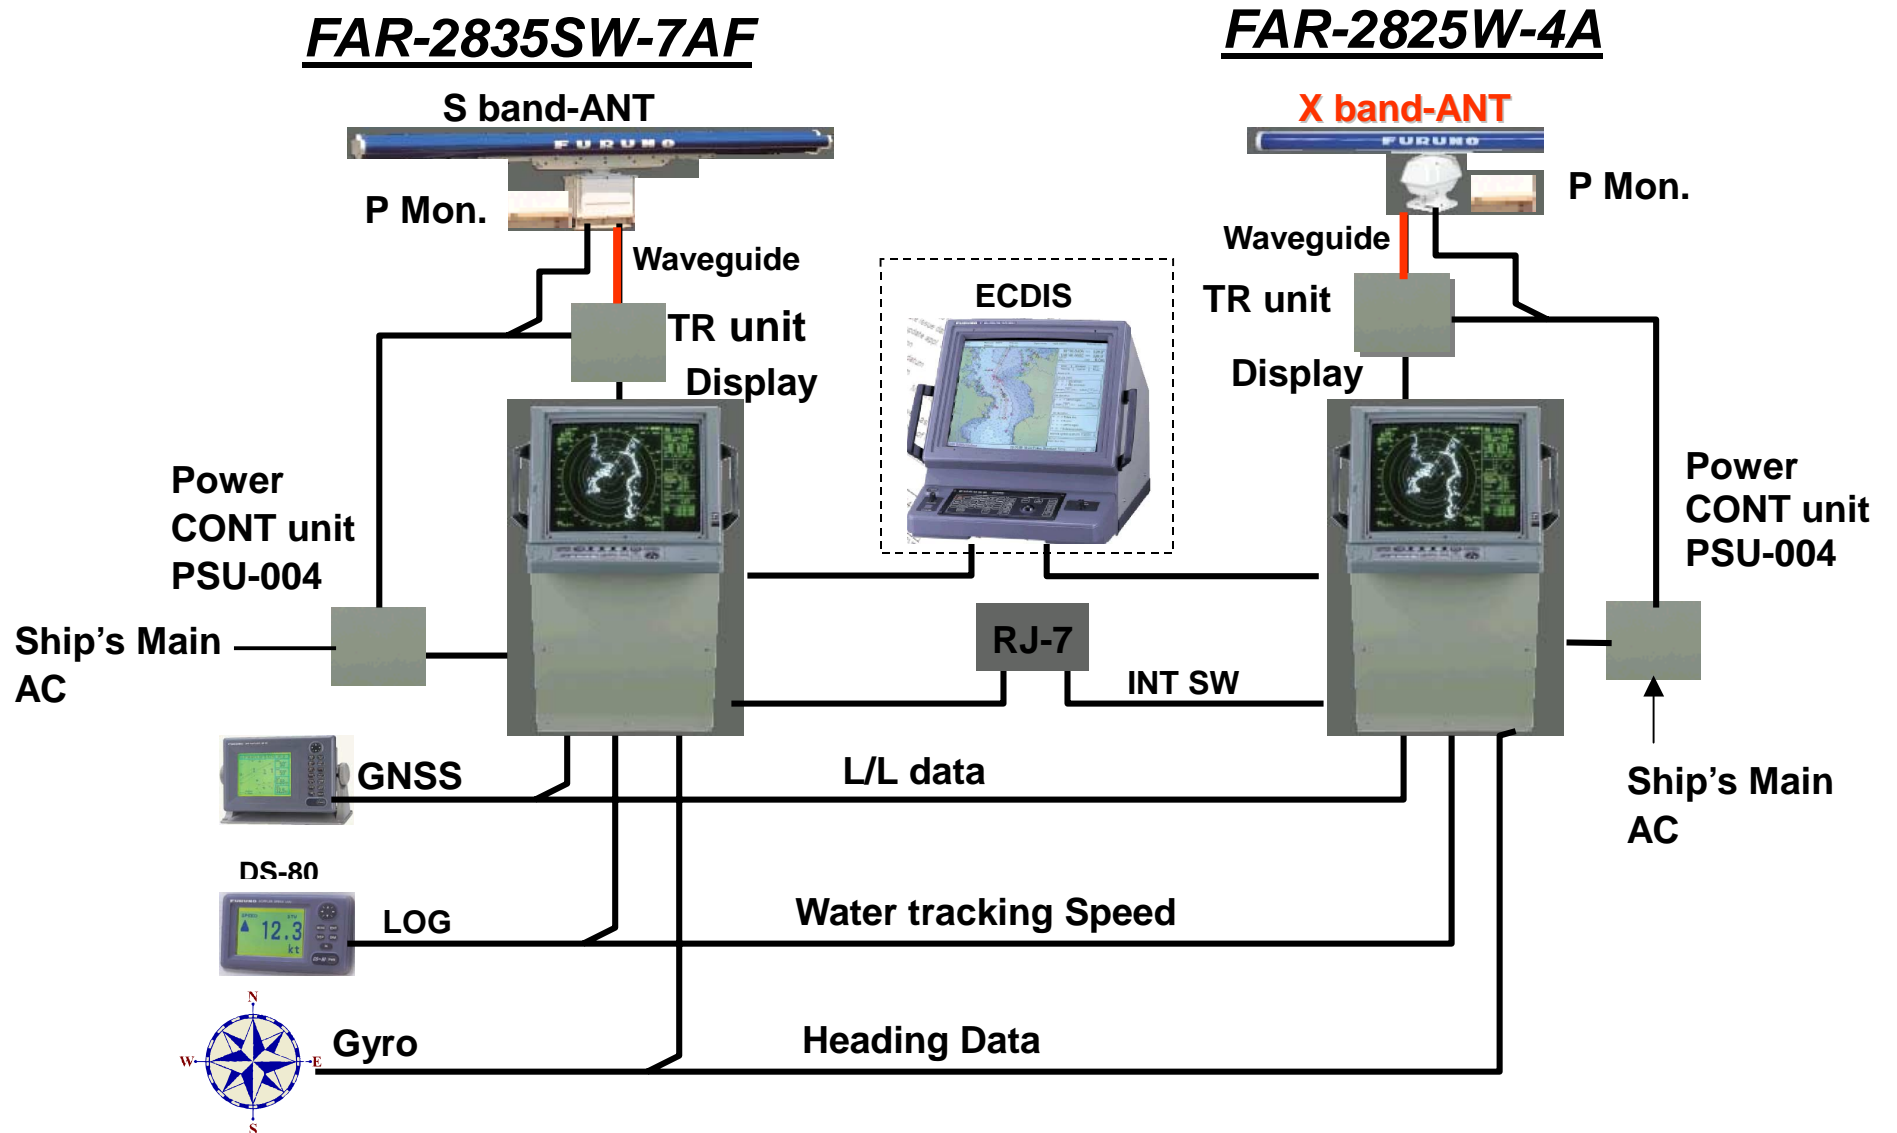 FAR-2835SW-7AF
FAR-2825W-4A
S band-ANT
X band-ANT
FURUNO
FURUNO
P Mon.
P Mon.
Waveguide
Waveguide
ECDIS
TR unit
TR unit
Display
Display
Power
CONT unit
PSU-004
Power
CONT unit
PSU-004
Ship's Main
AC
RJ-7
INT SW
GNSS
L/L data
Ship's Main
AC
DS-80
FURUNO
SPEED
12.3
kt
LOG
Water tracking Speed
N
W
E
S
Gyro
Heading Data